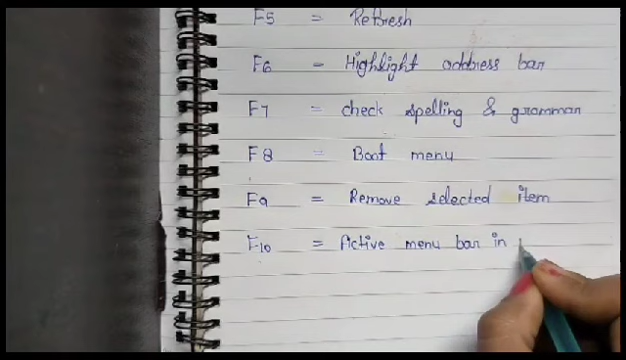 F5 = Refresh
F6 = Highlight address bar
F7 = check spelling & grammar
F8 = Boot menu
F9 = Remove selected item
F10 = Active menu bar in